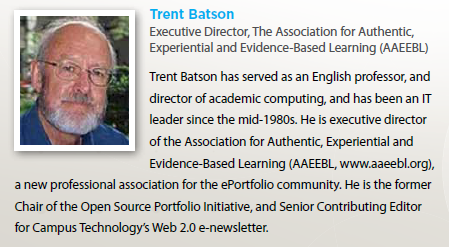 Trent Batson
Executive Director, The Association for Authentic,
Experiential and Evidence-Based Learning (AAEEBL)
Trent Batson has served as an English professor, and
director of academic computing, and has been an IT
leader since the mid-1980s. He is executive director
of the Association for Authentic, Experiential and
Evidence-Based Learning (AAEEBL, www.aaeebl.org),
a new professional association for the ePortfolio community. He is the former
Chair of the Open Source Portfolio Initiative, and Senior Contributing Editor
for Campus Technology's Web 2.0 e-newsletter.